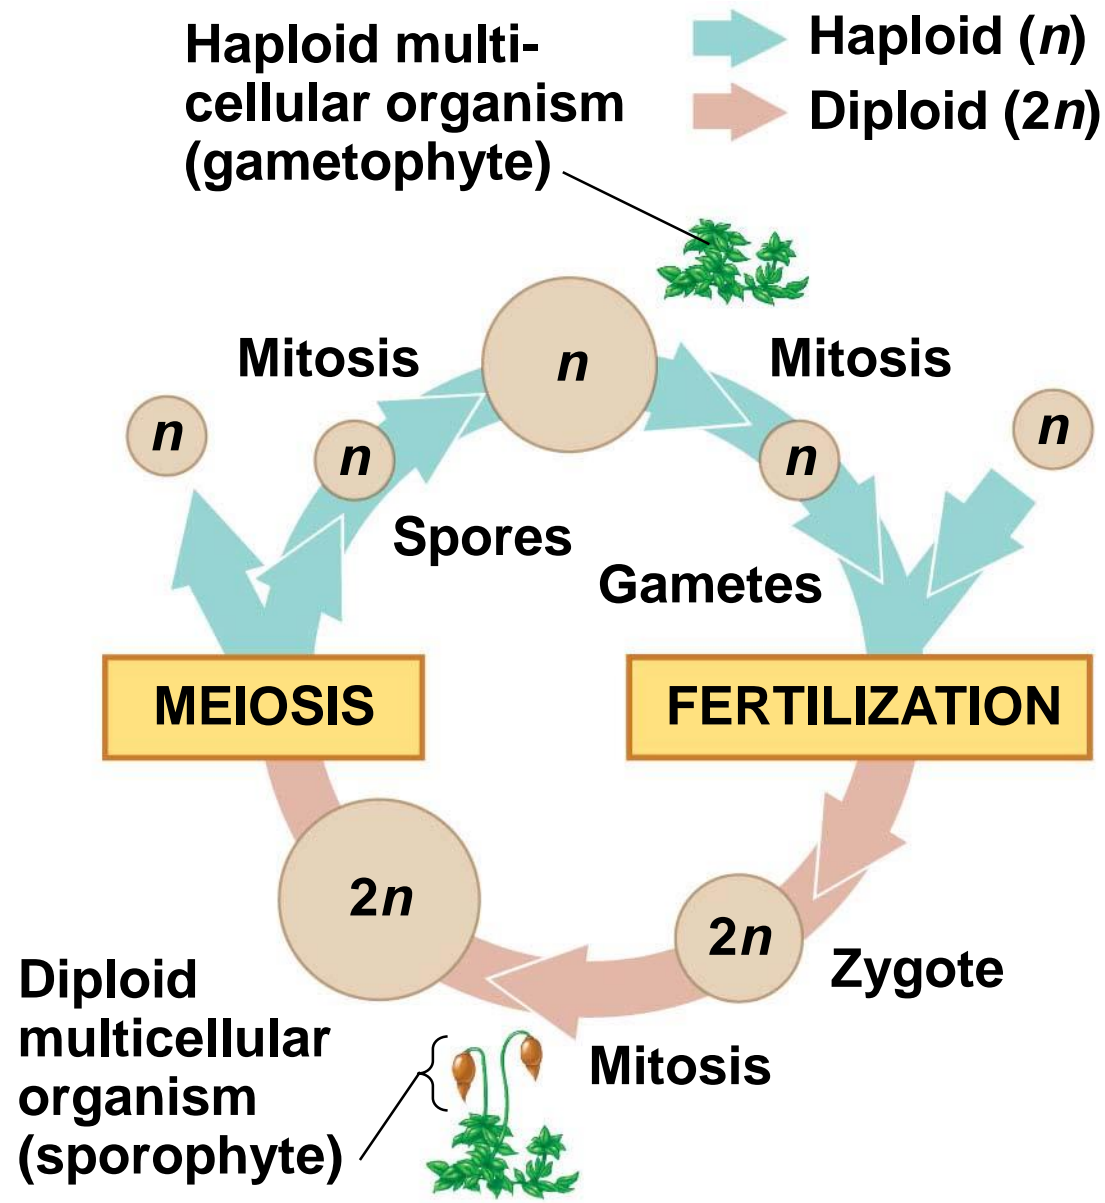 Haploid multi-
cellular organism
(gametophyte)
Haploid (n)
Diploid (2n)
Mitosis
n
Mitosis
n
n
n
n
Spores
Gametes
MEIOSIS
FERTILIZATION
2n
2n
Zygote
Diploid
multicellular
organism
(sporophyte)
Mitosis